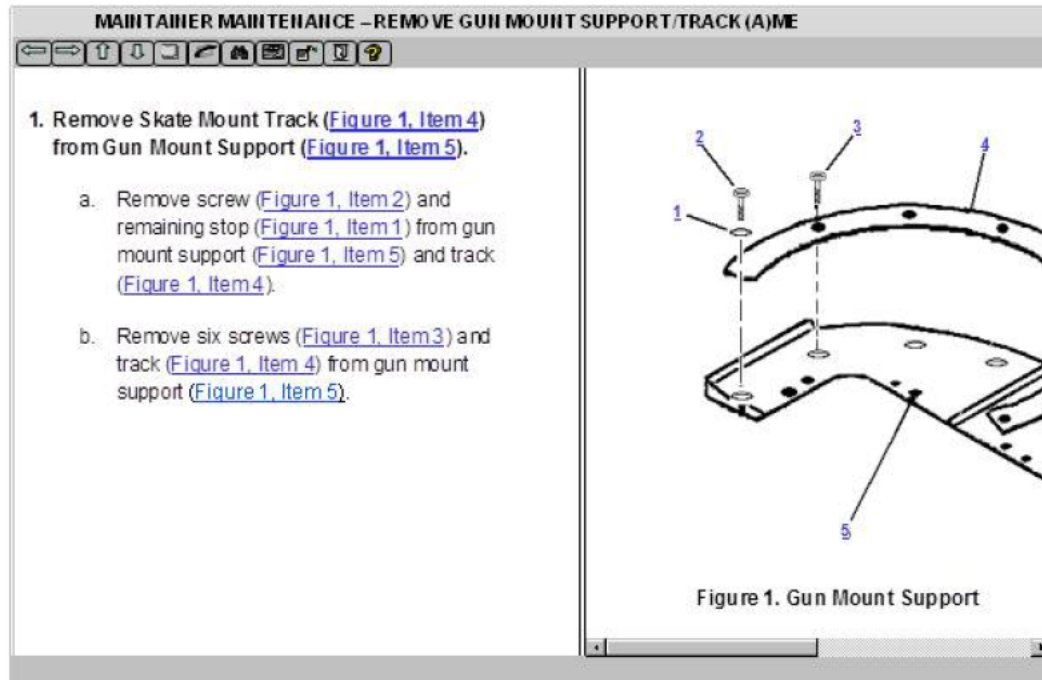 MAINTAINER MAINTENANCE – REMOVE GUN MOUNT SUPPORT/TRACK (A)ME
1. Remove Skate Mount Track (Figure 1, Item 4)
from Gun Mount Support (Figure 1, Item 5).
a. Remove screw (Figure 1, Item 2) and
remaining stop (Figure 1, Item 1) from gun
mount support (Figure 1, Item 5) and track
(Figure 1, Item 4).
b. Remove six screws (Figure 1, Item 3) and
track (Figure 1, Item 4) from gun mount
support (Figure 1, Item 5).
2
3
4
1
5
Figure 1. Gun Mount Support